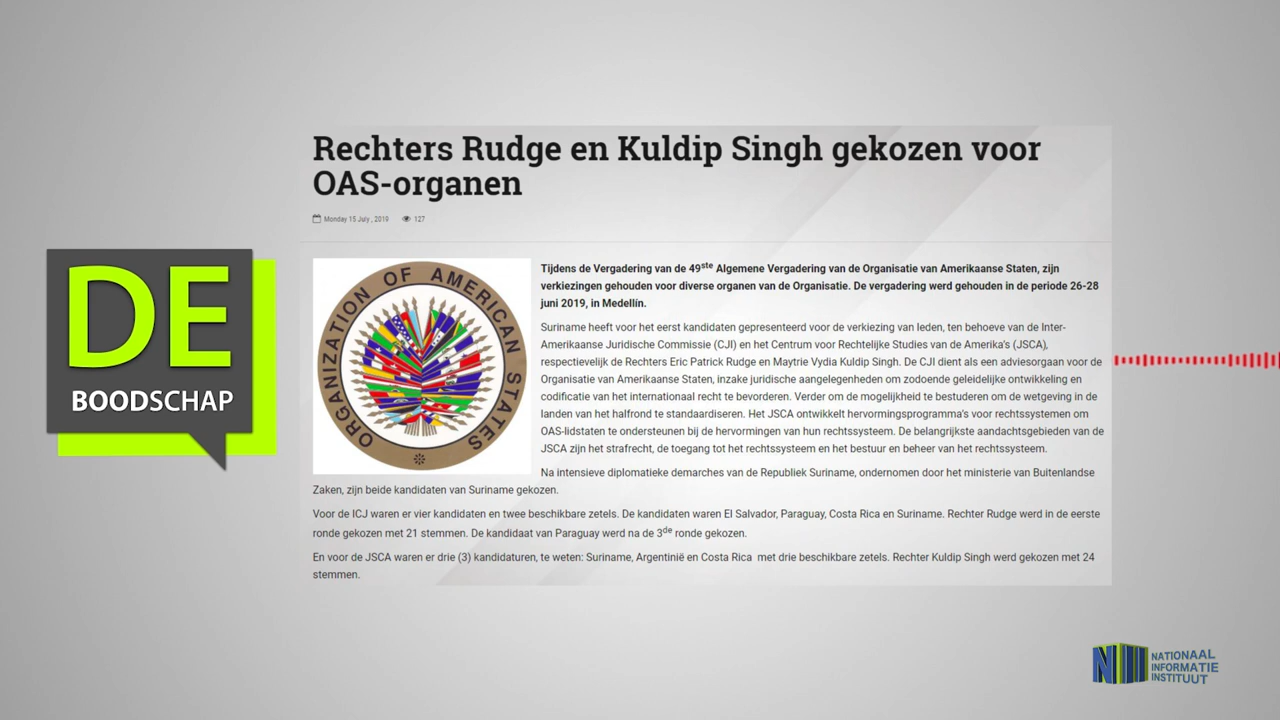 Rechters Rudge en Kuldip Singh gekozen voor
OAS-organen
Monday 15 July , 2019 127
DE
BOODSCHAP
ORGANIZATION OF AMERICAN STATES
Tijdens de Vergadering van de 49ste Algemene Vergadering van de Organisatie van Amerikaanse Staten, zijn
verkiezingen gehouden voor diverse organen van de Organisatie. De vergadering werd gehouden in de periode 26-28
juni 2019, in Medellín.
Suriname heeft voor het eerst kandidaten gepresenteerd voor de verkiezing van leden, ten behoeve van de Inter-
Amerikaanse Juridische Commissie (CJI) en het Centrum voor Rechtelijke Studies van de Amerika's (JSCA),
respectievelijk de Rechters Eric Patrick Rudge en Maytrie Vydia Kuldip Singh. De CJI dient als een adviesorgaan voor de
Organisatie van Amerikaanse Staten, inzake juridische aangelegenheden om zodoende geleidelijke ontwikkeling en
codificatie van het internationaal recht te bevorderen. Verder om de mogelijkheid te bestuderen om de wetgeving in de
landen van het halfrond te standaardiseren. Het JSCA ontwikkelt hervormingsprogramma's voor rechtssystemen om
OAS-lidstaten te ondersteunen bij de hervormingen van hun rechtssysteem. De belangrijkste aandachtsgebieden van de
JSCA zijn het strafrecht, de toegang tot het rechtssysteem en het bestuur en beheer van het rechtssysteem.
Na intensieve diplomatieke demarches van de Republiek Suriname, ondernomen door het ministerie van Buitenlandse
Zaken, zijn beide kandidaten van Suriname gekozen.
Voor de ICJ waren er vier kandidaten en twee beschikbare zetels. De kandidaten waren El Salvador, Paraguay, Costa Rica en Suriname. Rechter Rudge werd in de eerste
ronde gekozen met 21 stemmen. De kandidaat van Paraguay werd na de 3de ronde gekozen.
En voor de JSCA waren er drie (3) kandidaturen, te weten: Suriname, Argentinië en Costa Rica met drie beschikbare zetels. Rechter Kuldip Singh werd gekozen met 24
stemmen.
NII NATIONAAL
INFORMATIE
INSTITUUT